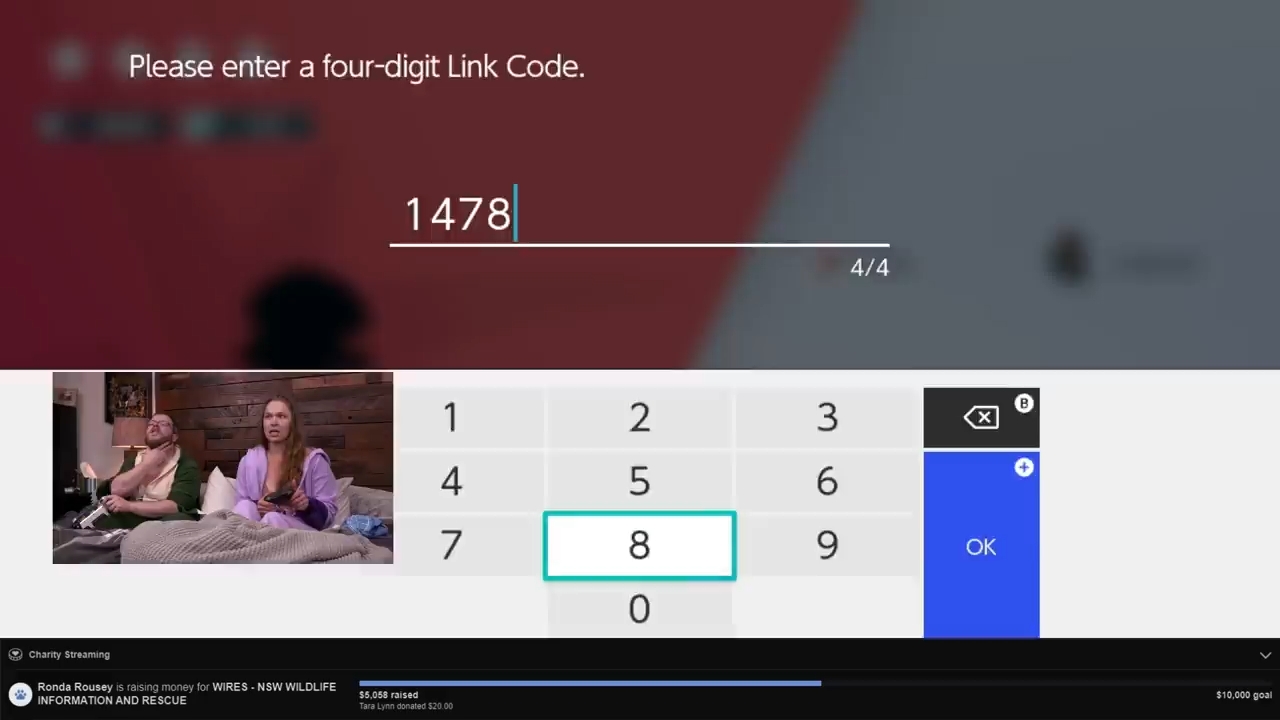 Please enter a four-digit Link Code.
1478
4/4
1 2 3
B
4 5 6
+
7 8 9
OK
0
Charity Streaming
Ronda Rousey is raising money for WIRES - NSW WILDLIFE
INFORMATION AND RESCUE
$5,058 raised
$10,000 goal
Tara Lynn donated $20.00